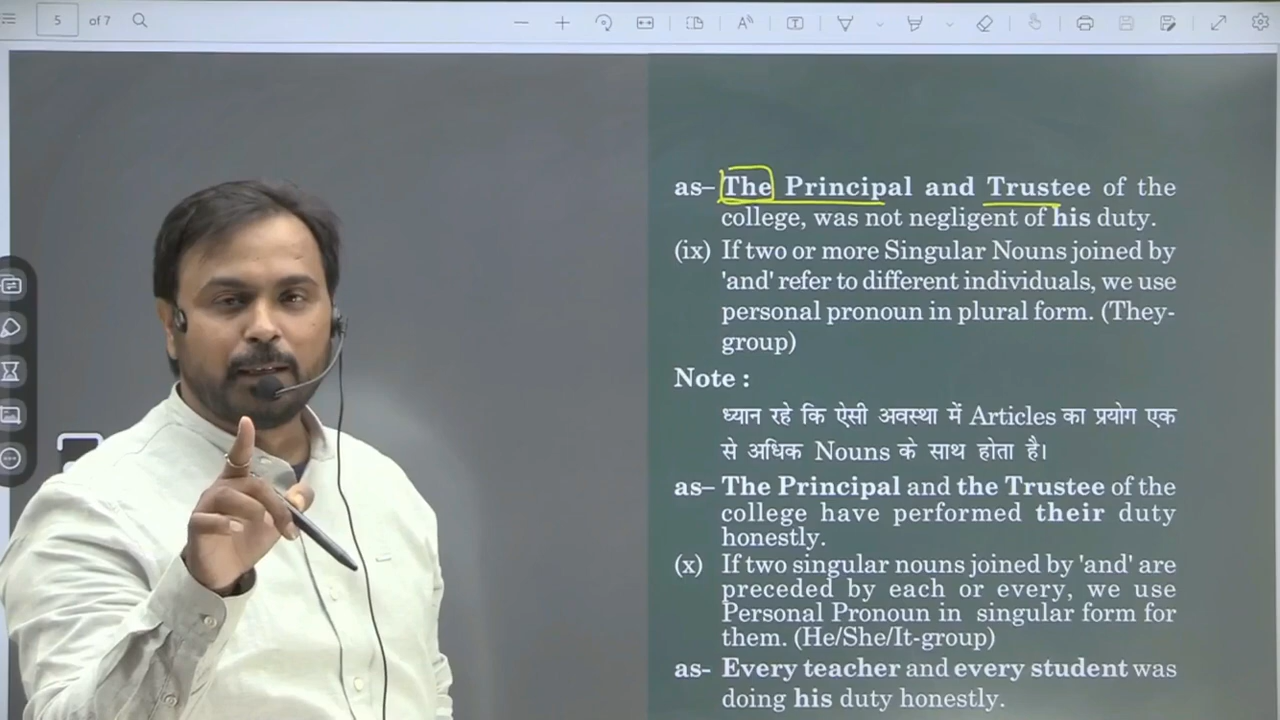 5 of 7
as– The Principal and Trustee of the
college, was not negligent of his duty.
(ix) If two or more Singular Nouns joined by
'and' refer to different individuals, we use
personal pronoun in plural form. (They-
group)
Note :
ध्यान रहे कि ऐसी अवस्था में Articles का प्रयोग एक
से अधिक Nouns के साथ होता है।
as– The Principal and the Trustee of the
college have performed their duty
honestly.
(x) If two singular nouns joined by 'and' are
preceded by each or every, we use
Personal Pronoun in singular form for
them. (He/She/It-group)
as- Every teacher and every student was
doing his duty honestly.